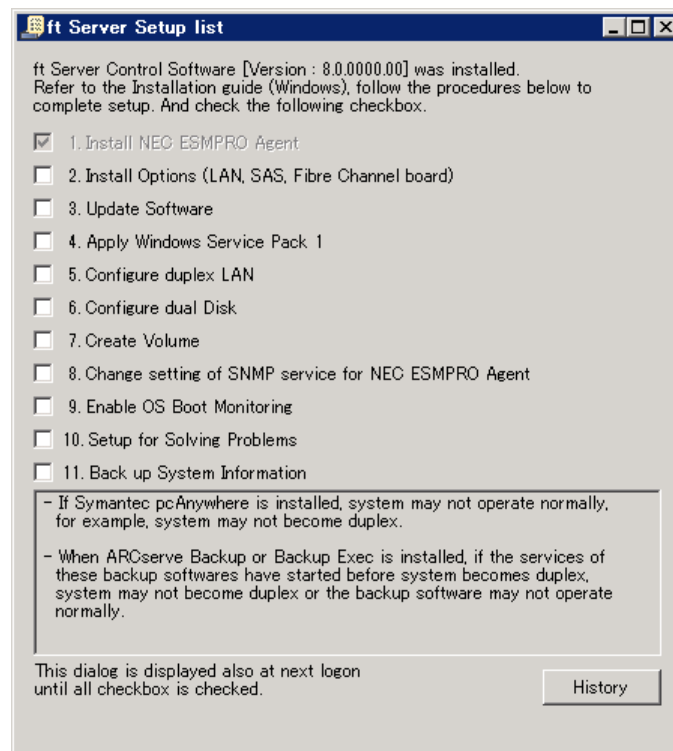 ft Server Setup list
ft Server Control Software [Version : 8.0.0000.00] was installed.
Refer to the Installation guide (Windows), follow the procedures below to
complete setup. And check the following checkbox.
1. Install NEC ESMPRO Agent
2. Install Options (LAN, SAS, Fibre Channel board)
3. Update Software
4. Apply Windows Service Pack 1
5. Configure duplex LAN
6. Configure dual Disk
7. Create Volume
8. Change setting of SNMP service for NEC ESMPRO Agent
9. Enable OS Boot Monitoring
10. Setup for Solving Problems
11. Back up System Information
- If Symantec pcAnywhere is installed, system may not operate normally,
for example, system may not become duplex.
- When ARCserve Backup or Backup Exec is installed, if the services of
these backup softwares have started before system becomes duplex,
system may not become duplex or the backup software may not operate
normally.
This dialog is displayed also at next logon
until all checkbox is checked.
History